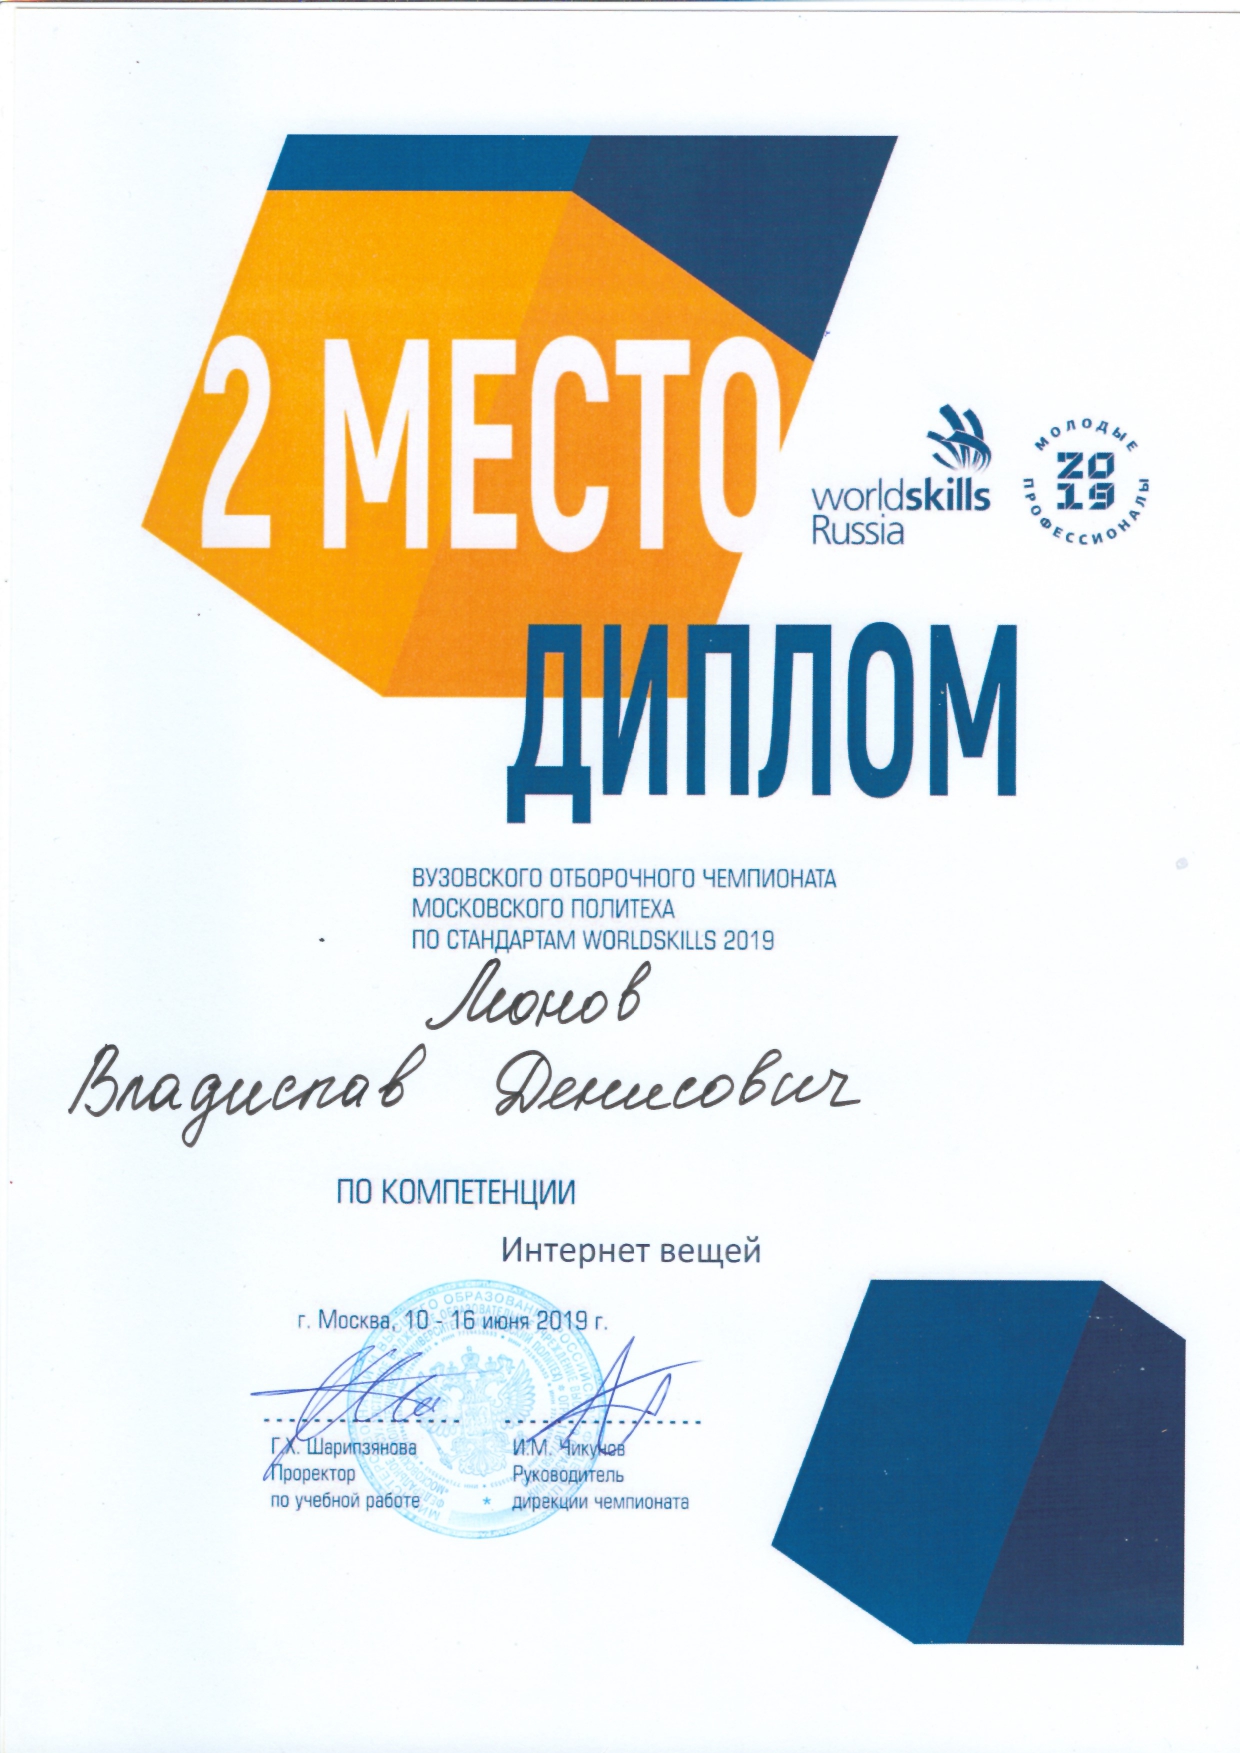 2 МЕСТО
worldskills
Russia
МОЛОДЫЕ
2019
ПРОФЕССИОНАЛЫ
ДИПЛОМ
ВУЗОВСКОГО ОТБОРОЧНОГО ЧЕМПИОНАТА
МОСКОВСКОГО ПОЛИТЕХА
ПО СТАНДАРТАМ WORLDSKILLS 2019
Владислав Денисович
ПО КОМПЕТЕНЦИИ
Интернет вещей
г. Москва, 10 - 16 июня 2019 г.
Г.Х. Шарипзянова
Проректор
по учебной работе
И.М. Чикунов
Руководитель
дирекции чемпионата